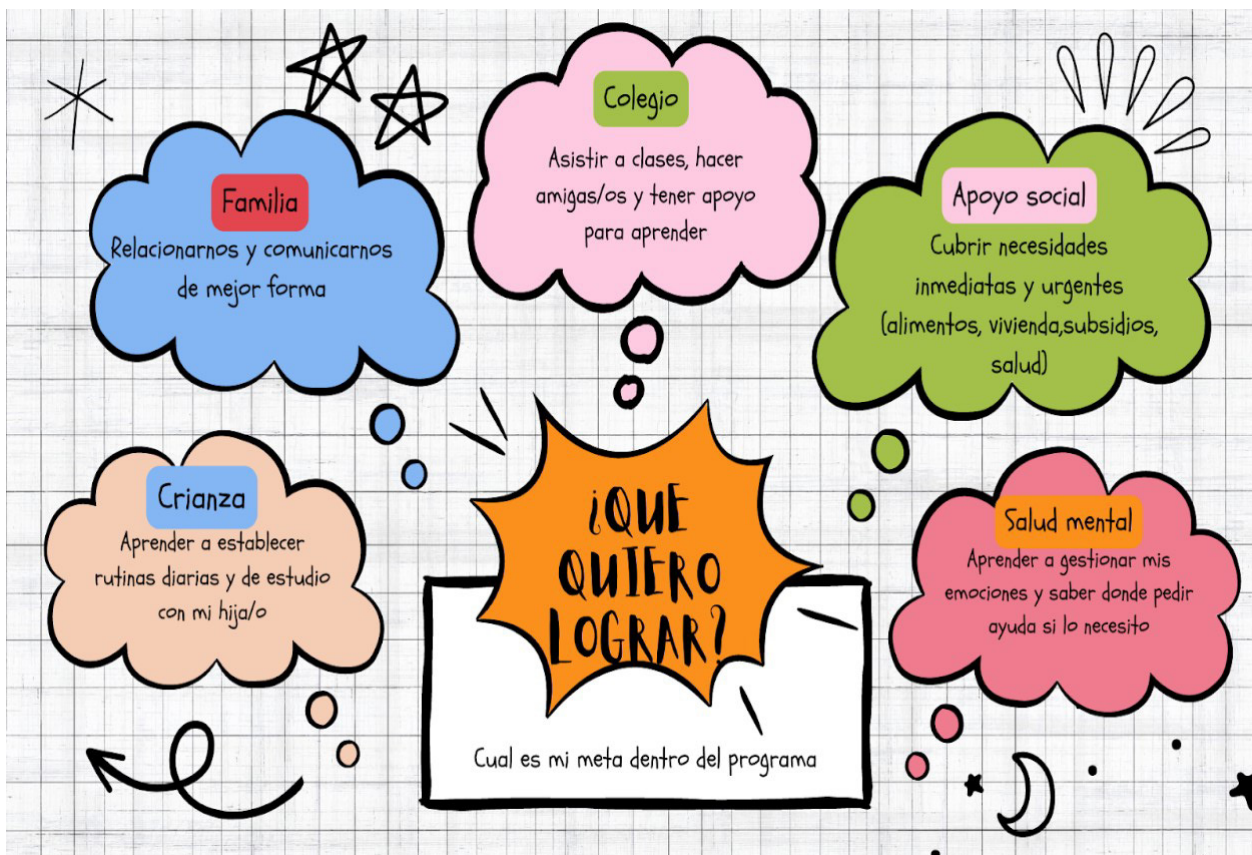 Colegio
Asistir a clases, hacer
amigas/os y tener apoyo
para aprender
Familia
Relacionarnos y comunicarnos
de mejor forma
Apoyo social
Cubrir necesidades
inmediatas y urgentes
(alimentos, vivienda,subsidios,
salud)
Crianza
Aprender a establecer
rutinas diarias y de estudio
con mi hija/o
¿QUE
QUIERO
LOGRAR?
Cual es mi meta dentro del programa
Salud mental
Aprender a gestionar mis
emociones y saber donde pedir
ayuda si lo necesito